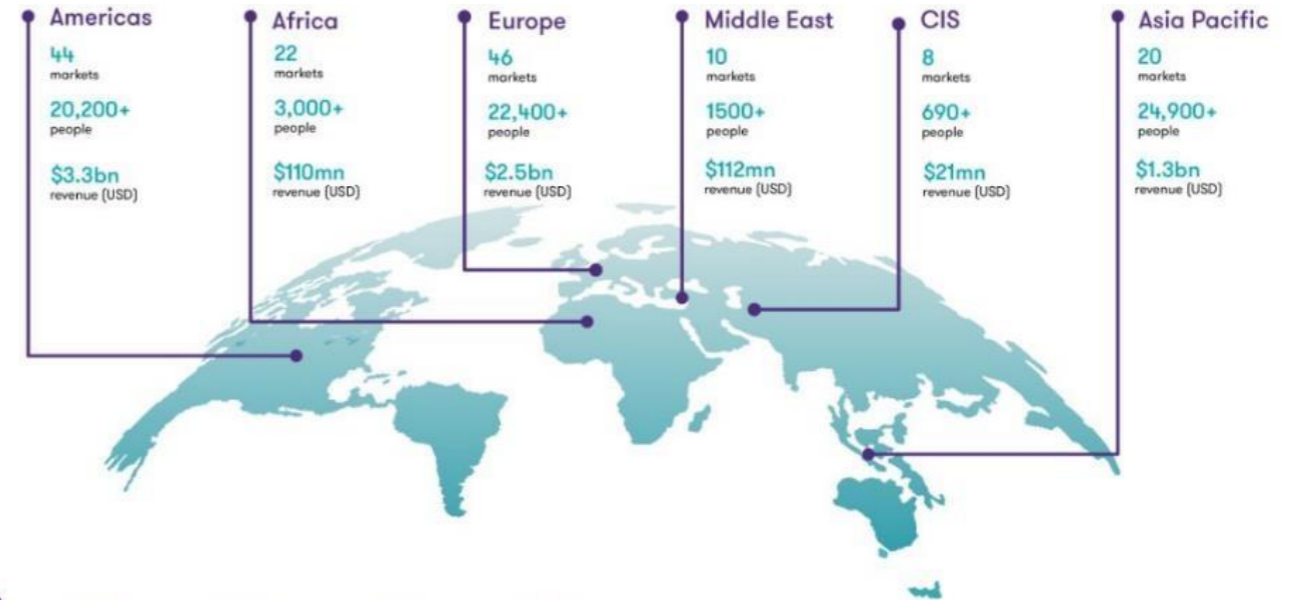 Americas
44
markets
20,200+
people
$3.3bn
revenue (USD)
Africa
22
markets
3,000+
people
$110mn
revenue (USD)
Europe
46
markets
22,400+
people
$2.5bn
revenue (USD)
Middle East
10
markets
1500+
people
$112mn
revenue (USD)
CIS
8
markets
690+
people
$21mn
revenue (USD)
Asia Pacific
20
markets
24,900+
people
$1.3bn
revenue (USD)